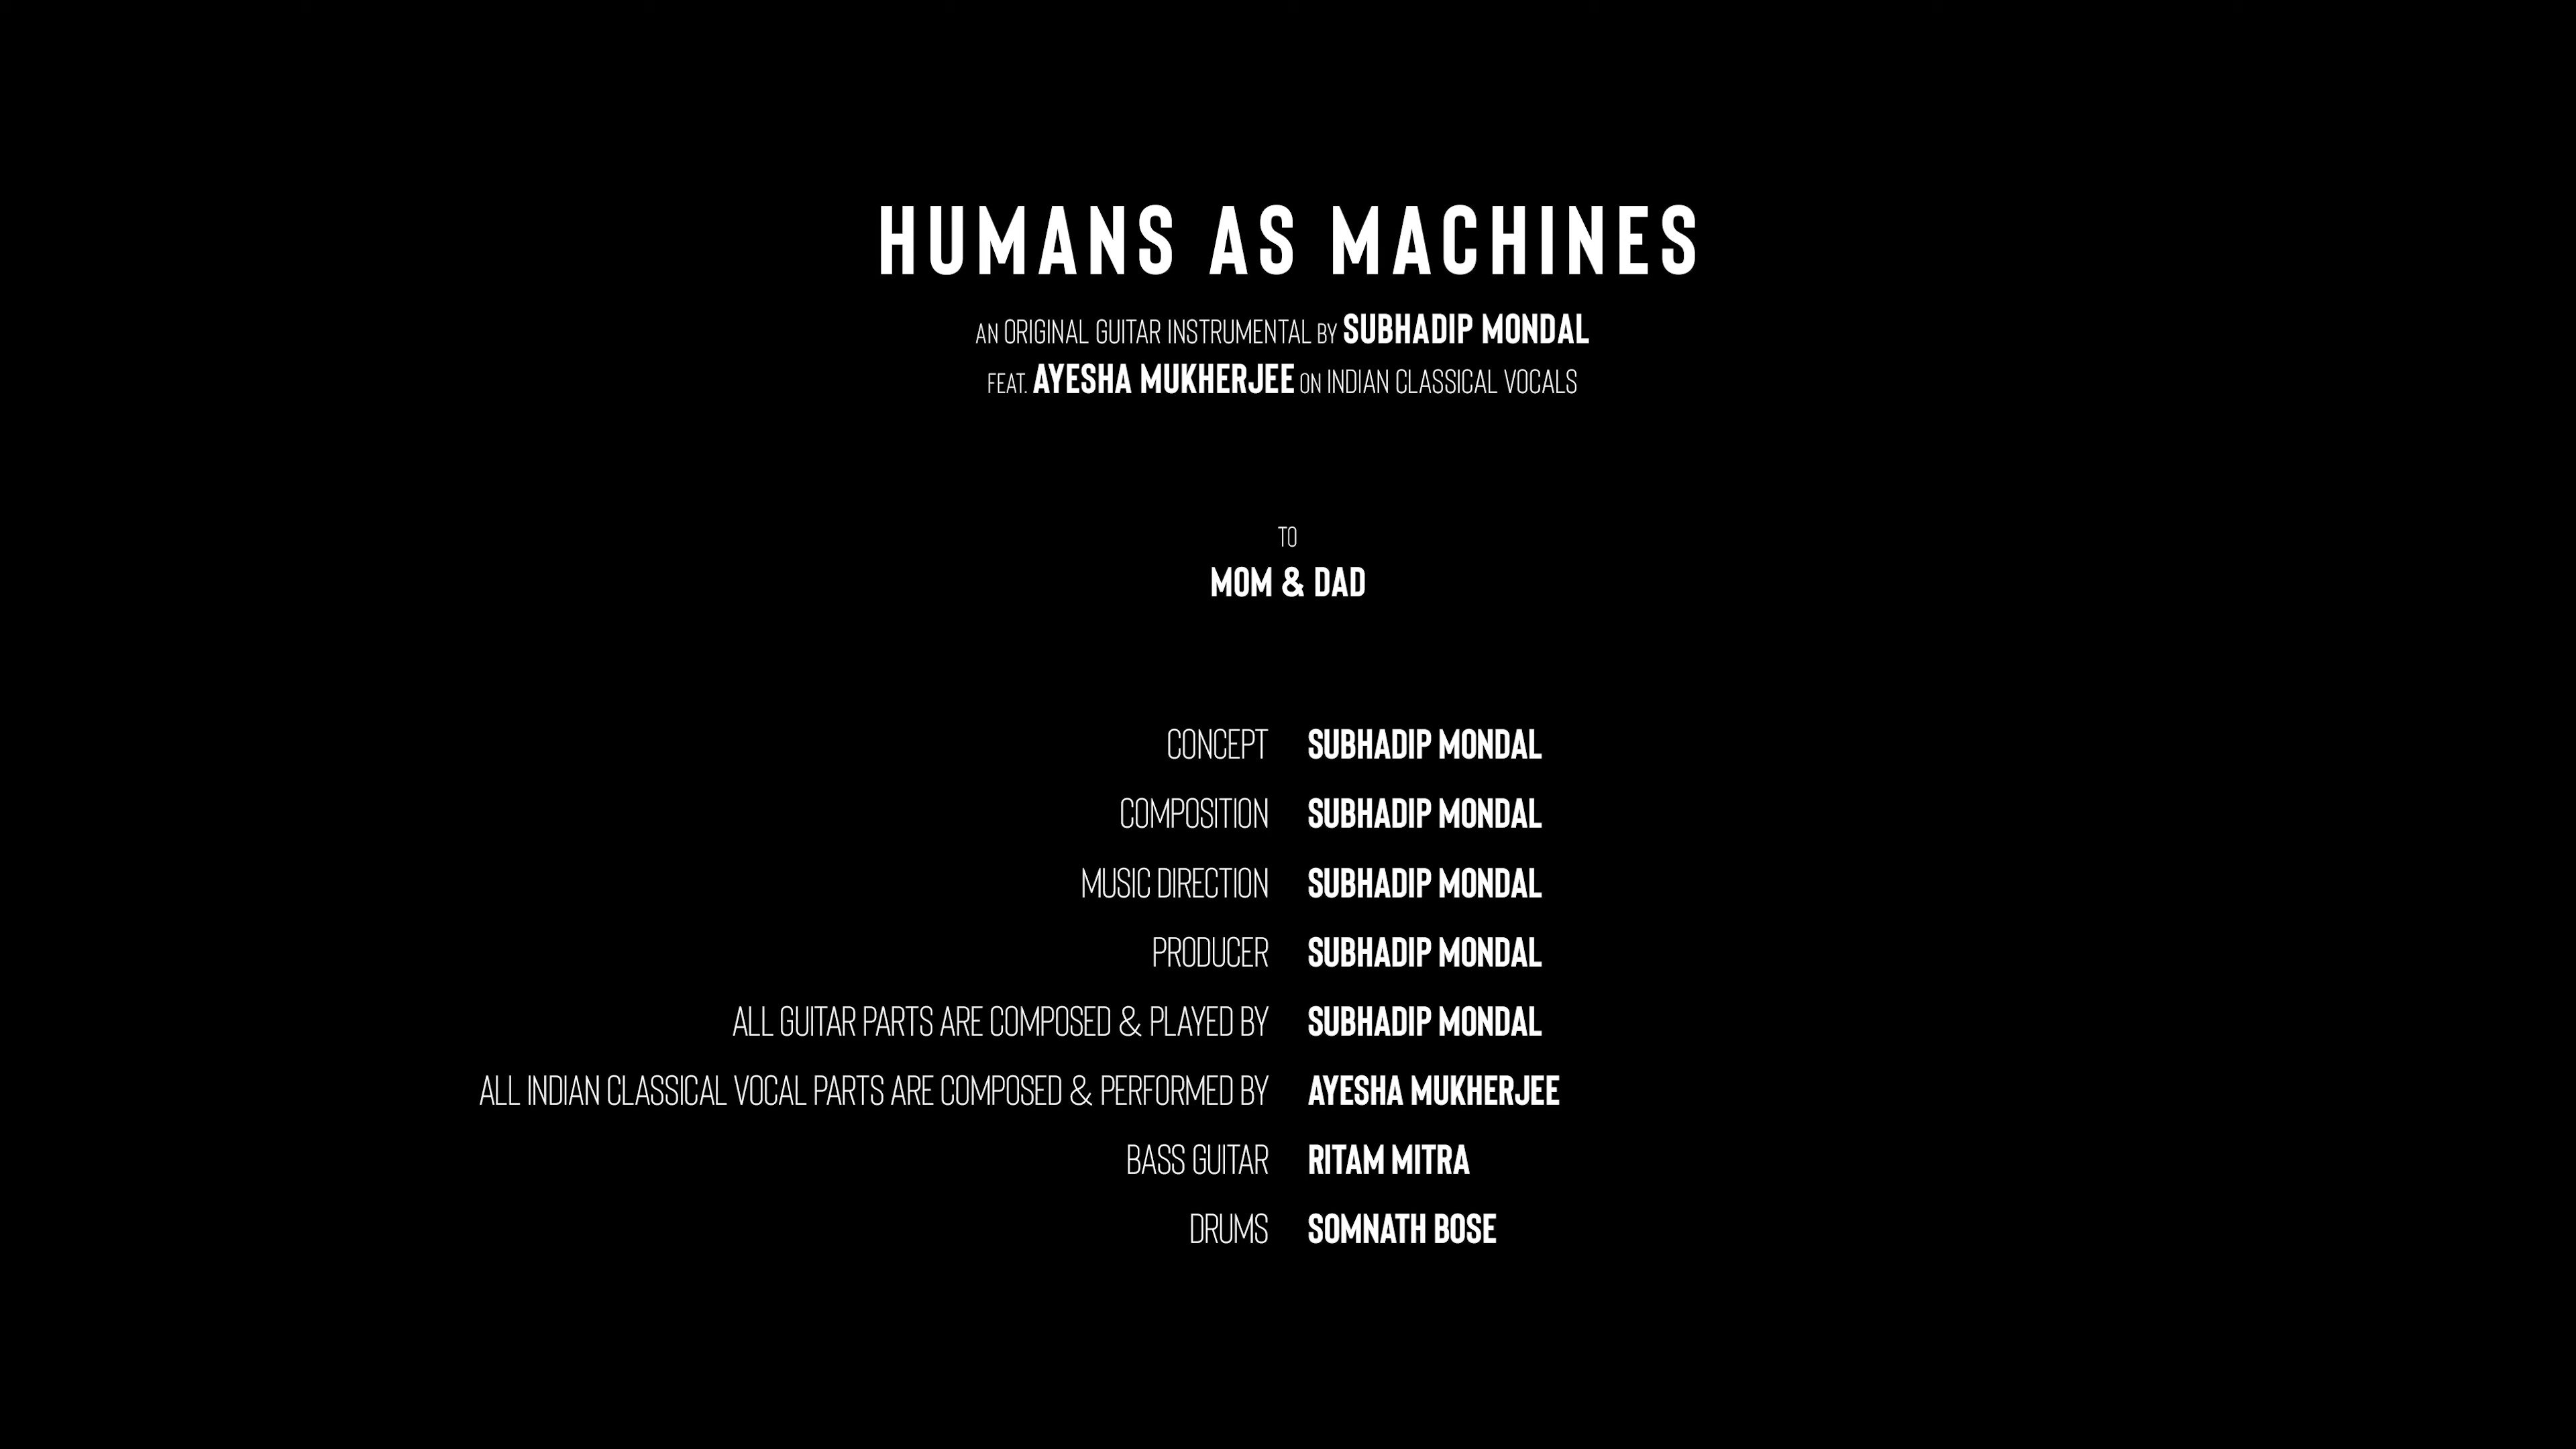 HUMANS AS MACHINES
AN ORIGINAL GUITAR INSTRUMENTAL BY SUBHADIP MONDAL
FEAT. AYESHA MUKHERJEE ON INDIAN CLASSICAL VOCALS
TO
MOM & DAD
CONCEPT SUBHADIP MONDAL
COMPOSITION SUBHADIP MONDAL
MUSIC DIRECTION SUBHADIP MONDAL
PRODUCER SUBHADIP MONDAL
ALL GUITAR PARTS ARE COMPOSED & PLAYED BY SUBHADIP MONDAL
ALL INDIAN CLASSICAL VOCAL PARTS ARE COMPOSED & PERFORMED BY AYESHA MUKHERJEE
BASS GUITAR RITAM MITRA
DRUMS SOMNATH BOSE